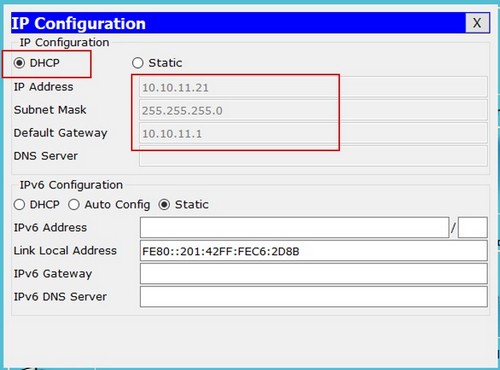 IP Configuration X
IP Configuration
DHCP Static
IP Address 10.10.11.21
Subnet Mask 255.255.255.0
Default Gateway 10.10.11.1
DNS Server
IPv6 Configuration
DHCP Auto Config Static
IPv6 Address /
Link Local Address FE80::201:42FF:FEC6:2D8B
IPv6 Gateway
IPv6 DNS Server